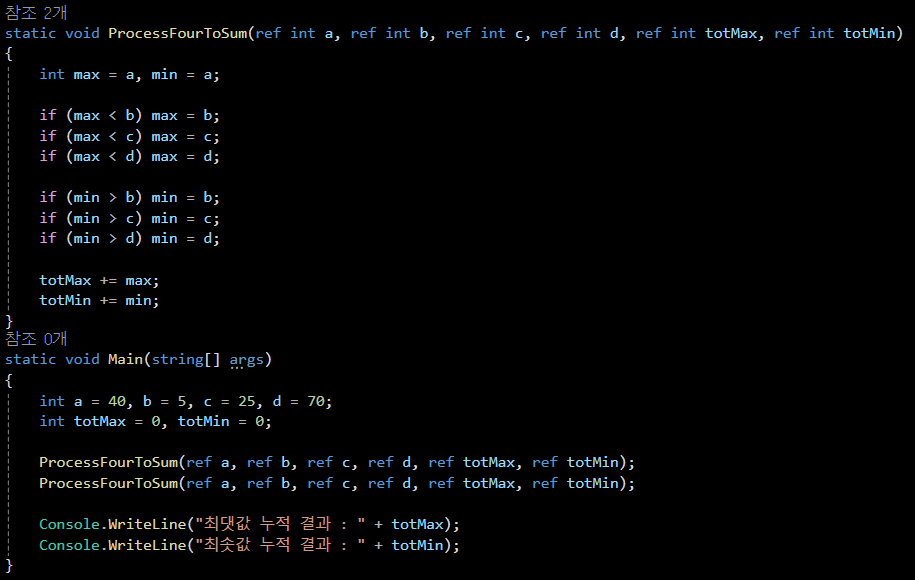 참조 2개
static void ProcessFourToSum(ref int a, ref int b, ref int c, ref int d, ref int totMax, ref int totMin)
{
int max = a, min = a;
if (max < b) max = b;
if (max < c) max = c;
if (max < d) max = d;
if (min > b) min = b;
if (min > c) min = c;
if (min > d) min = d;
totMax += max;
totMin += min;
}
참조 0개
static void Main(string[] args)
{
int a = 40, b = 5, c = 25, d = 70;
int totMax = 0, totMin = 0;
ProcessFourToSum(ref a, ref b, ref c, ref d, ref totMax, ref totMin);
ProcessFourToSum(ref a, ref b, ref c, ref d, ref totMax, ref totMin);
Console.WriteLine("최댓값 누적 결과 : " + totMax);
Console.WriteLine("최솟값 누적 결과 : " + totMin);
}